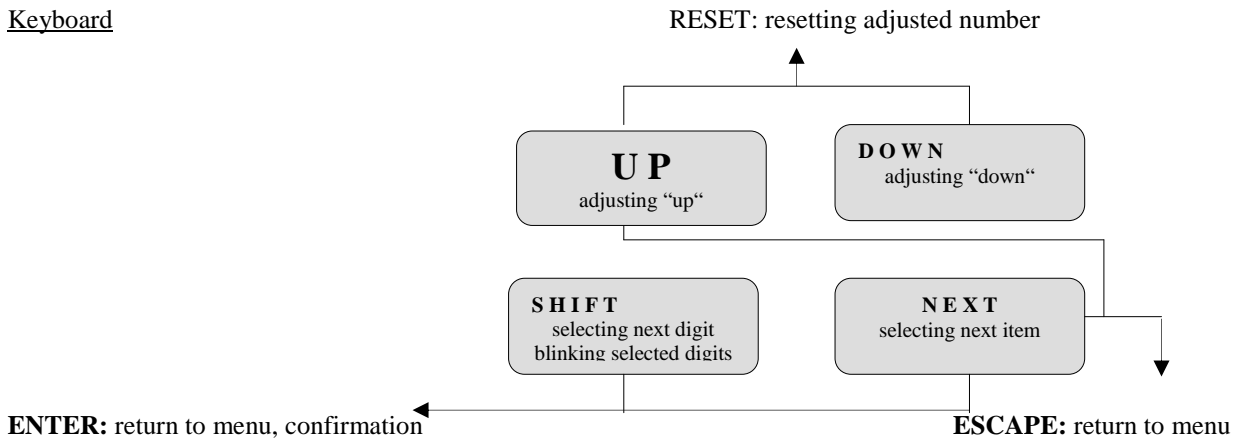 Keyboard
RESET: resetting adjusted number
U P
adjusting “up“
D O W N
adjusting “down“
S H I F T
selecting next digit
blinking selected digits
N E X T
selecting next item
ENTER: return to menu, confirmation
ESCAPE: return to menu